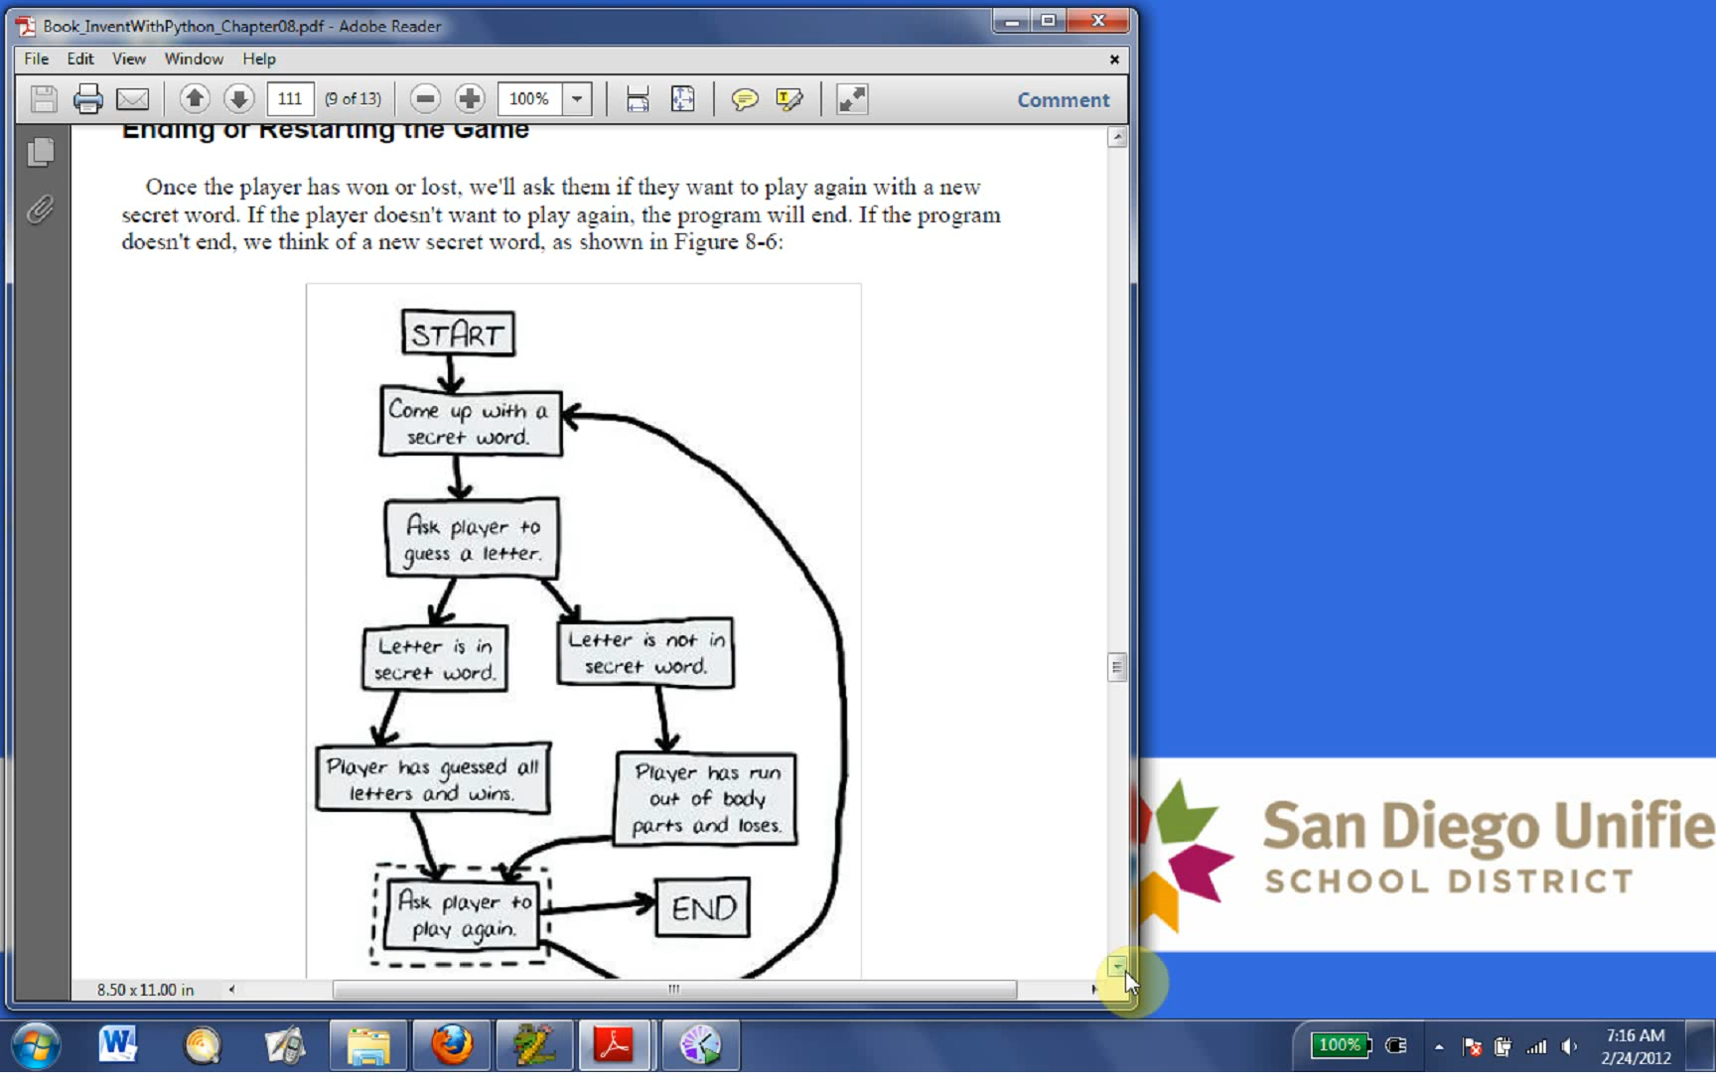 Book_InventWithPython_Chapter08.pdf - Adobe Reader
File Edit View Window Help
111 (9 of 13) 100% Comment
Ending or Restarting the Game
Once the player has won or lost, we'll ask them if they want to play again with a new
secret word. If the player doesn't want to play again, the program will end. If the program
doesn't end, we think of a new secret word, as shown in Figure 8-6:
START
Come up with a
secret word.
Ask player to
guess a letter.
Letter is in
secret word.
Letter is not in
secret word.
Player has guessed all
letters and wins.
Player has run
out of body
parts and loses.
Ask player to
play again.
END
8.50 x 11.00 in
San Diego Unifie
SCHOOL DISTRICT
100%
7:16 AM
2/24/2012